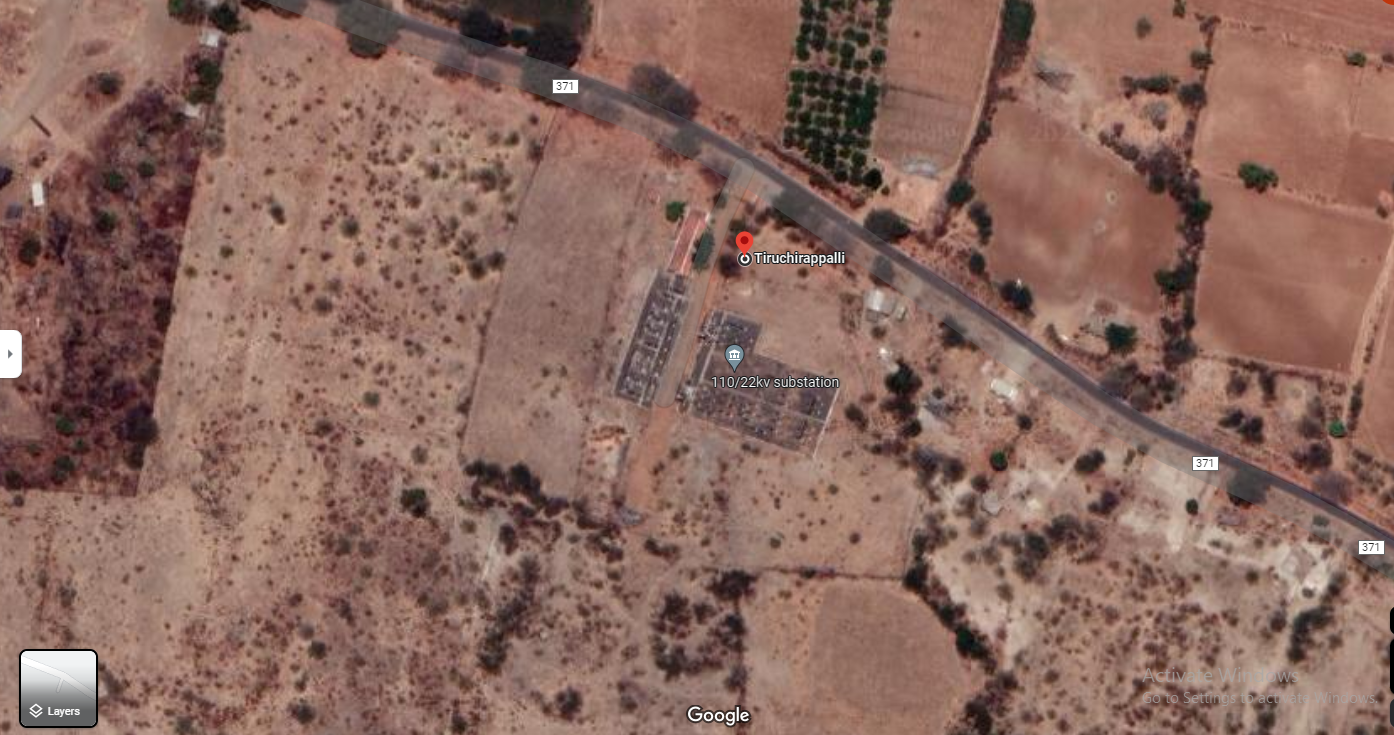 371
Tiruchirappalli
110/22kv substation
371
371
Activate Windows
Go to Settings to activate Windows.
Layers
Google